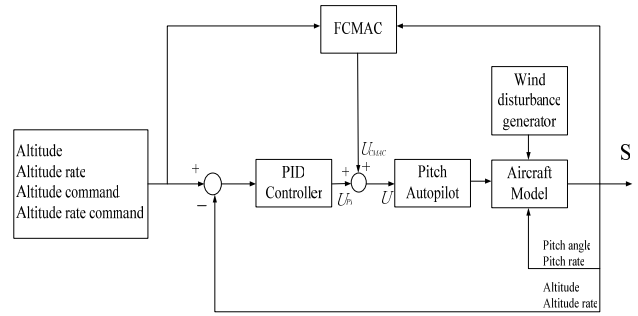 FCMAC
Wind
disturbance
generator
S
Altitude
Altitude rate
Altitude command
Altitude rate command
+
−
PID
Controller
+
+
U_CMAC
U
Pitch
Autopilot
Aircraft
Model
Pitch angle
Pitch rate
Altitude
Altitude rate